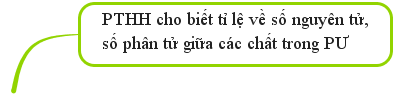 PTHH cho biết tỉ lệ về số nguyên tử,
số phân tử giữa các chất trong PƯ